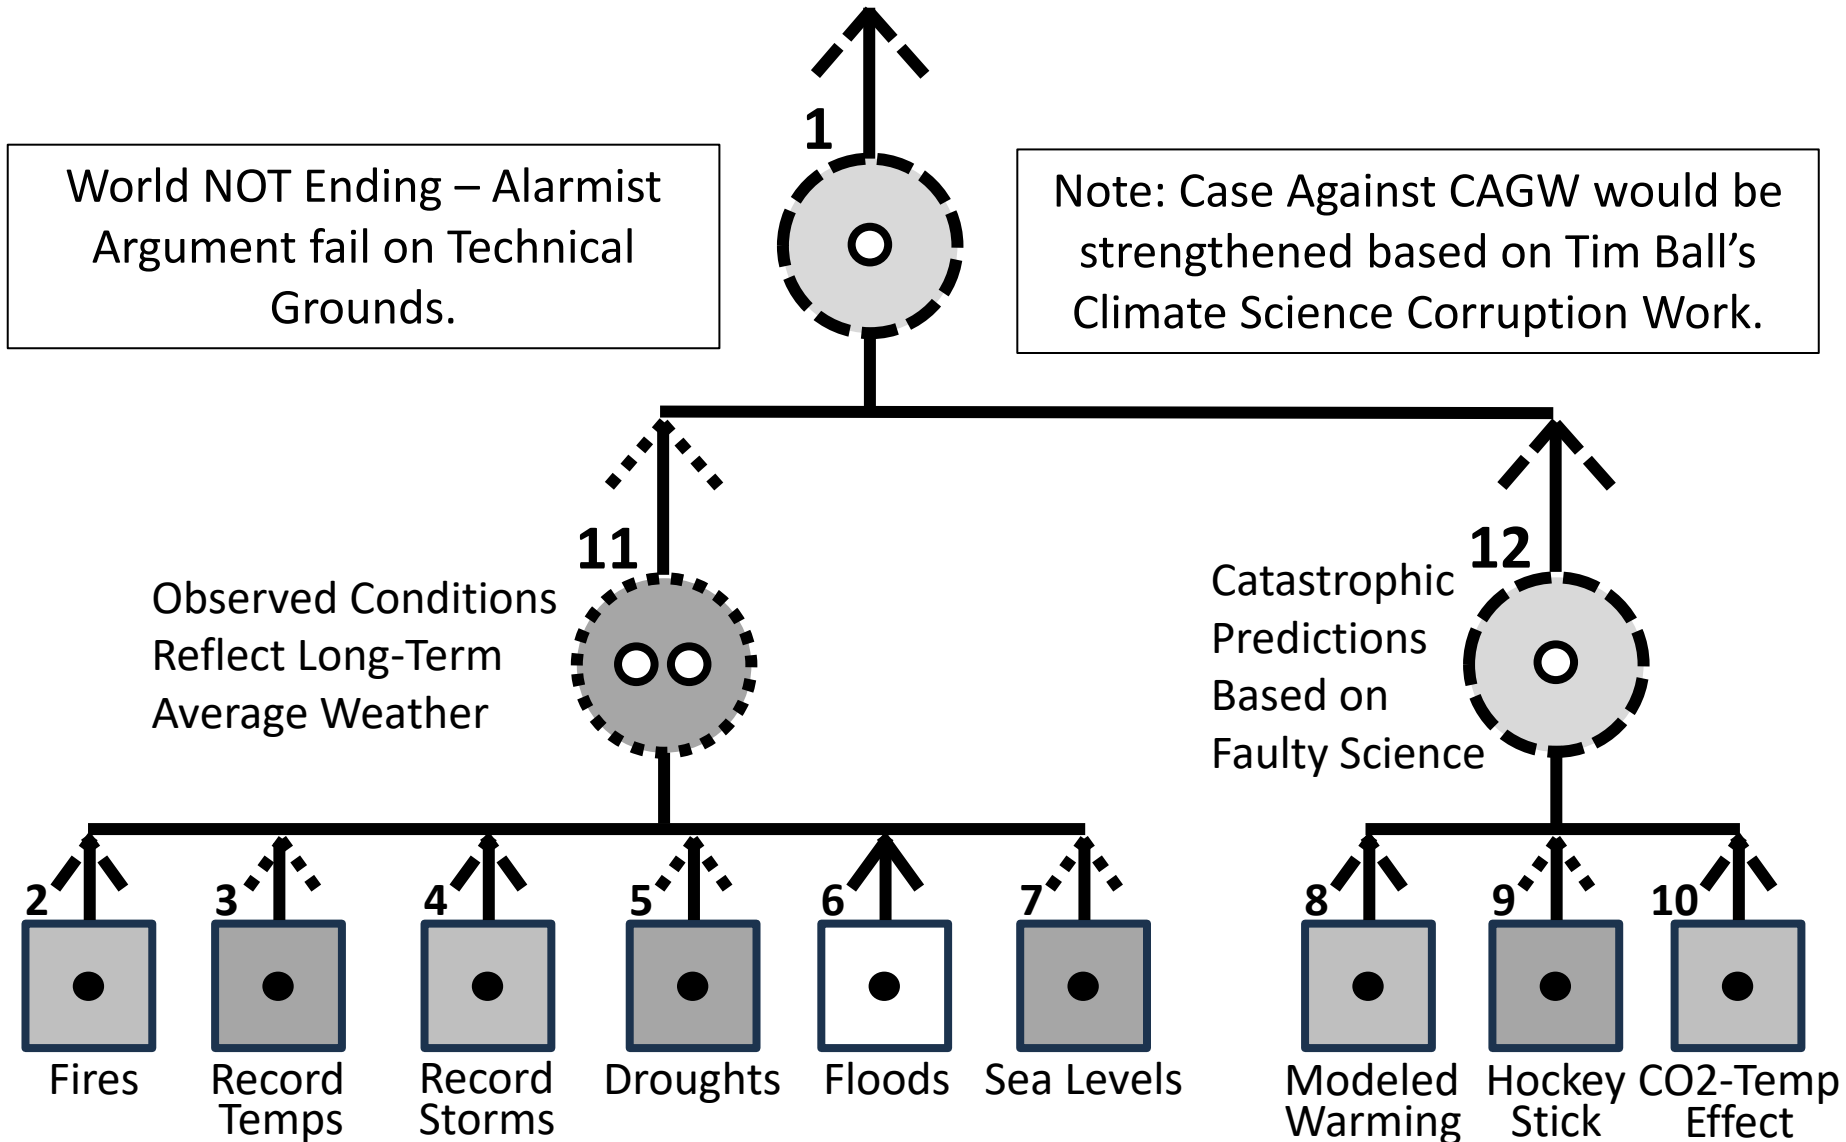 1
World NOT Ending – Alarmist
Argument fail on Technical
Grounds.
Note: Case Against CAGW would be
strengthened based on Tim Ball’s
Climate Science Corruption Work.
11
Observed Conditions
Reflect Long-Term
Average Weather
12
Catastrophic
Predictions
Based on
Faulty Science
2
3
4
5
6
7
8
9
10
Fires
Record
Temps
Record
Storms
Droughts
Floods
Sea Levels
Modeled
Warming
Hockey
Stick
CO2-Temp
Effect